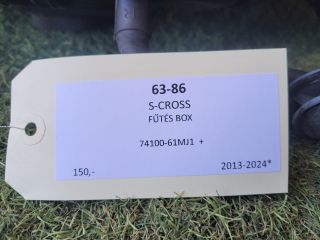 63-86
S-CROSS
FŰTÉS BOX
74100-61MJ1 +
150,-
2013-2024*